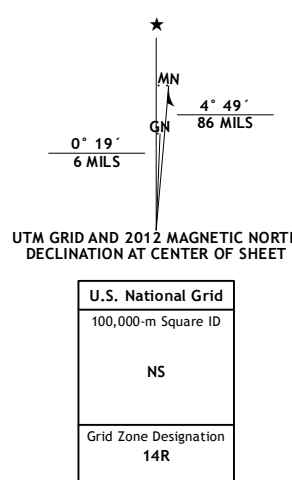 MN
4° 49´
86 MILS
GN
0° 19´
6 MILS
UTM GRID AND 2012 MAGNETIC NORTH
DECLINATION AT CENTER OF SHEET
U.S. National Grid
100,000-m Square ID
NS
Grid Zone Designation
14R